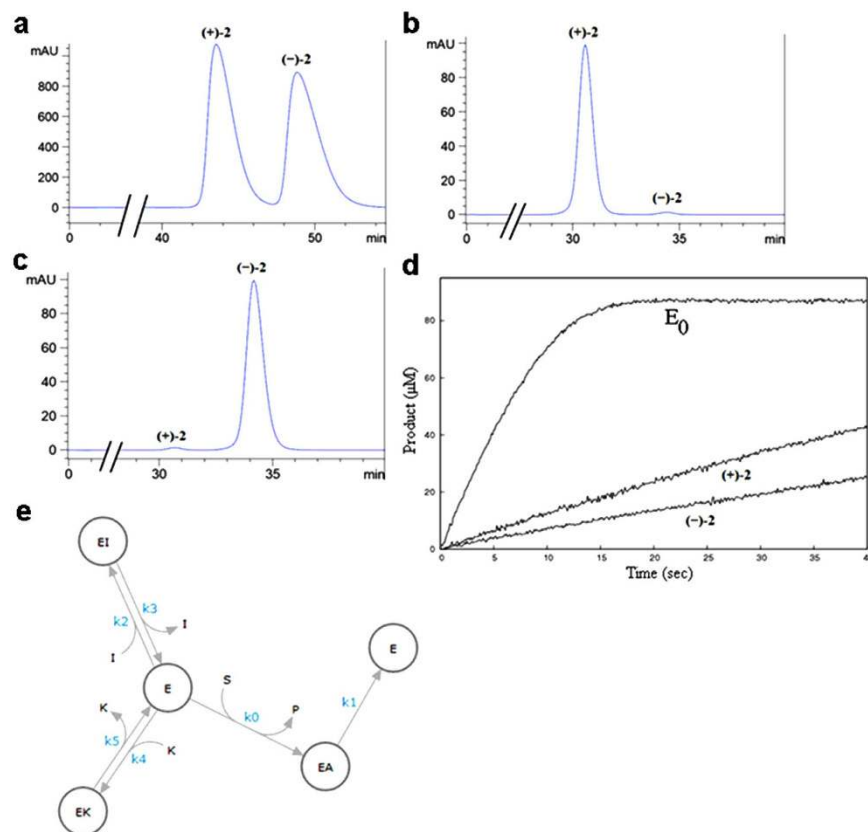 a
(+)-2
(−)-2
mAU
800
600
400
200
0
0
40
50
min
b
(+)-2
(−)-2
mAU
100
80
60
40
20
0
0
30
35
min
c
(−)-2
(+)-2
mAU
100
80
60
40
20
0
0
30
35
min
d
E0
(+)-2
(−)-2
Product (μM)
80
60
40
20
0
0
5
10
15
20
25
30
35
4
Time (sec)
e
EI
k3
k2
I
I
E
S
k0
P
K
k5
k4
K
EK
EA
k1
E